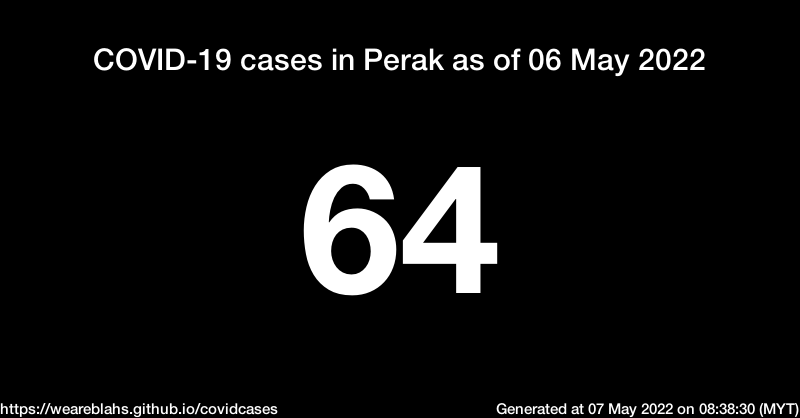 COVID-19 cases in Perak as of 06 May 2022
64
https://weareblahs.github.io/covidcases
Generated at 07 May 2022 on 08:38:30 (MYT)